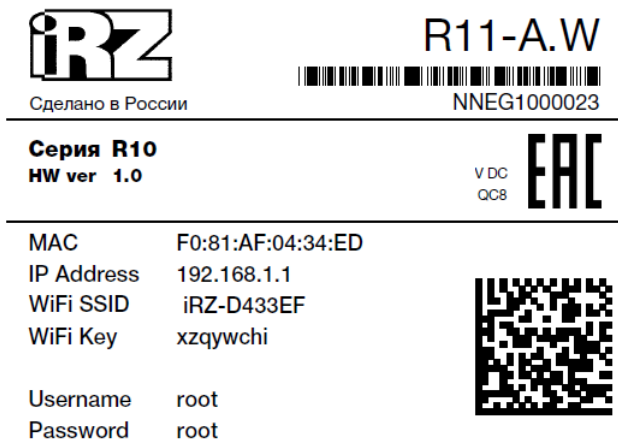 iRZ
R11-A.W
Сделано в России
NNEG1000023
Серия R10
HW ver 1.0
V DC
QC8
EAC
MAC F0:81:AF:04:34:ED
IP Address 192.168.1.1
WiFi SSID iRZ-D433EF
WiFi Key xzqywchi
Username root
Password root